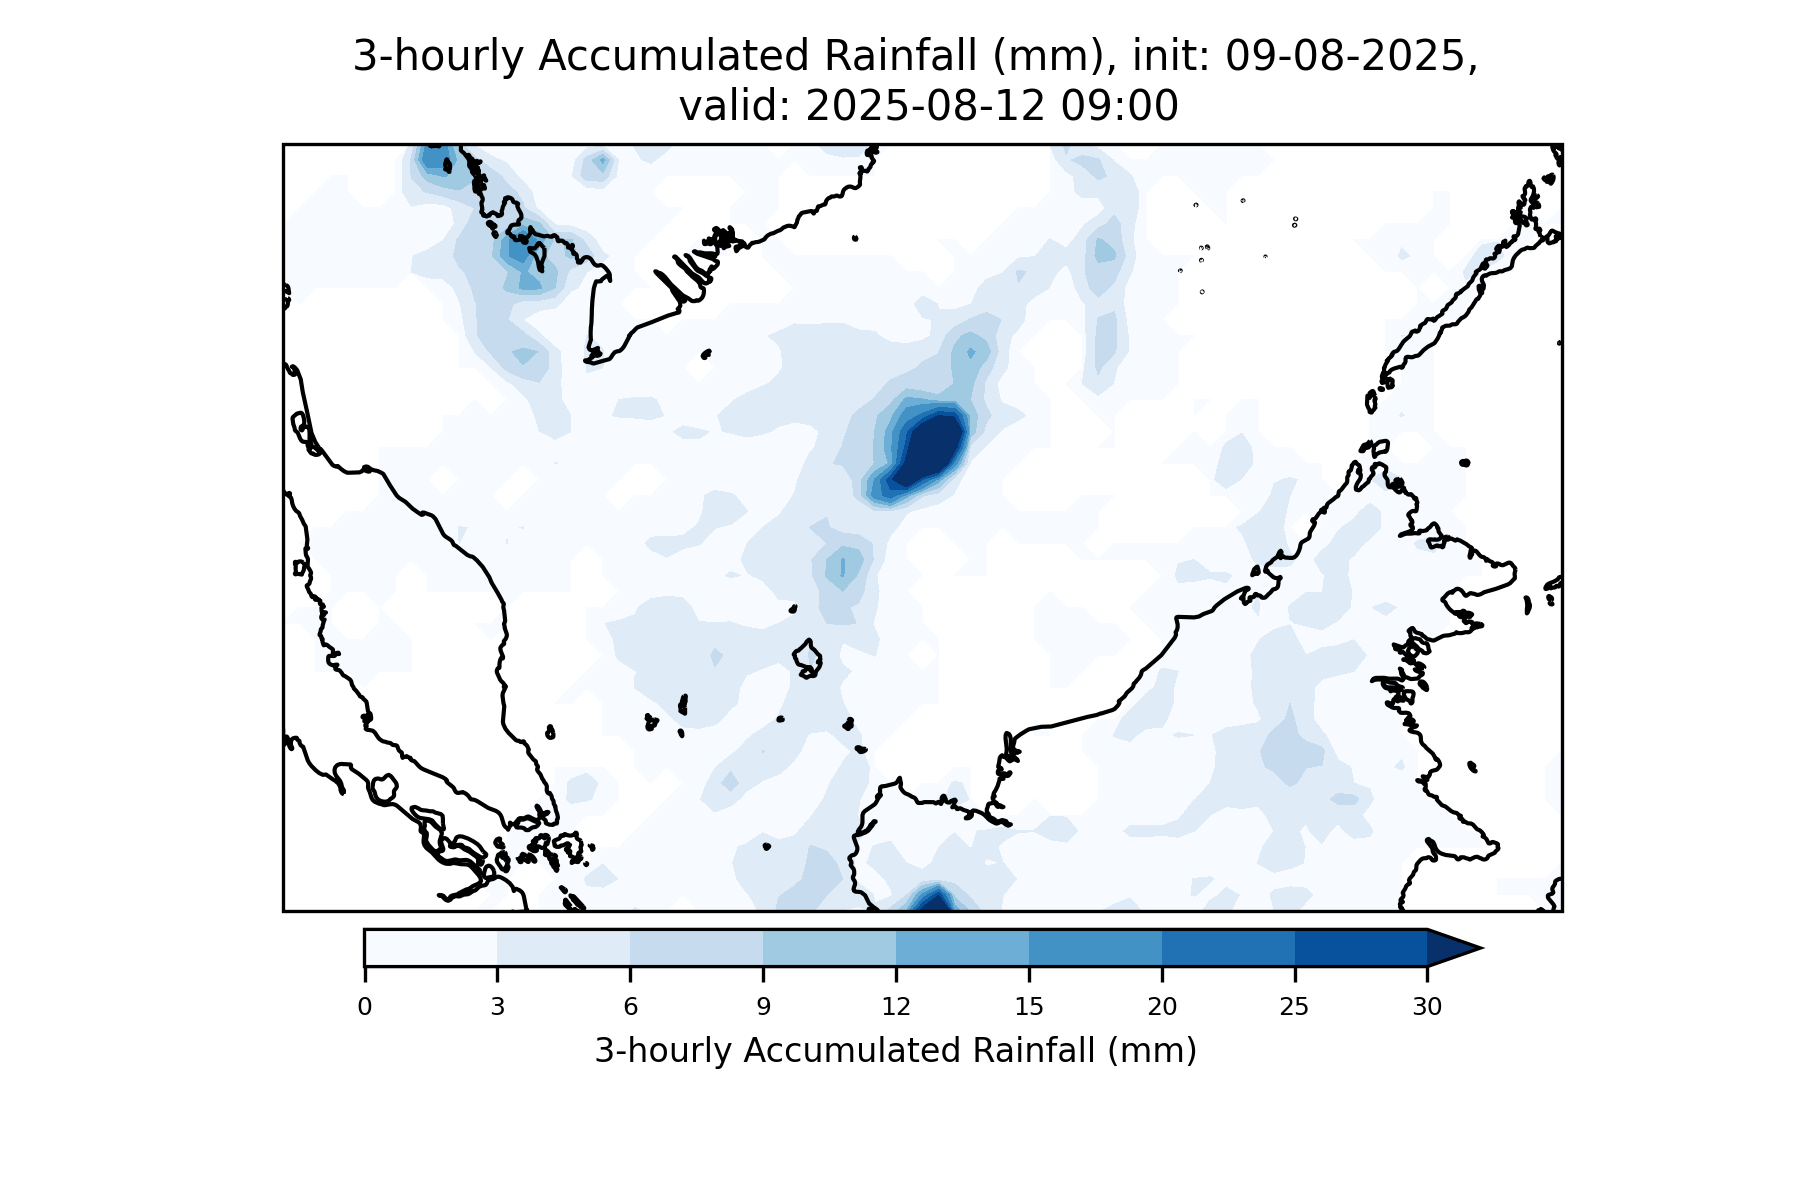 3-hourly Accumulated Rainfall (mm), init: 09-08-2025,
valid: 2025-08-12 09:00
0 3 6 9 12 15 20 25 30
3-hourly Accumulated Rainfall (mm)